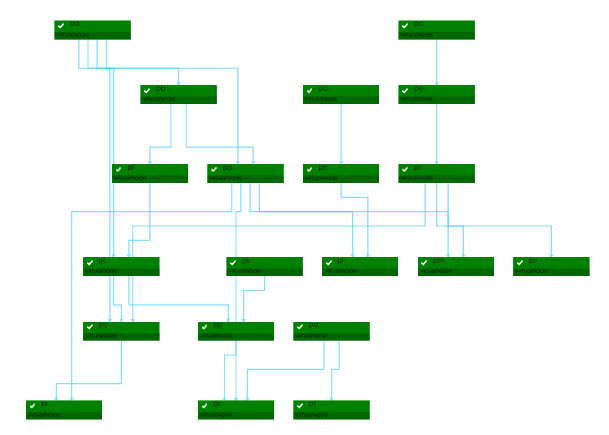 pa
virtualNode
pc
virtualNode
pb
virtualNode
pd
virtualNode
pe
virtualNode
pf
virtualNode
pg
virtualNode
ph
virtualNode
pi
virtualNode
pj
virtualNode
pk
virtualNode
pl
virtualNode
pm
virtualNode
pn
virtualNode
po
virtualNode
pp
virtualNode
pq
virtualNode
pr
virtualNode
ps
virtualNode
pt
virtualNode